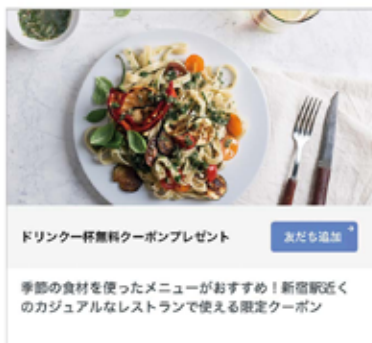 ドリンク一杯無料クーポンプレゼント
友だち追加
季節の食材を使ったメニューがおすすめ！新宿駅近く
のカジュアルなレストランで使える限定クーポン